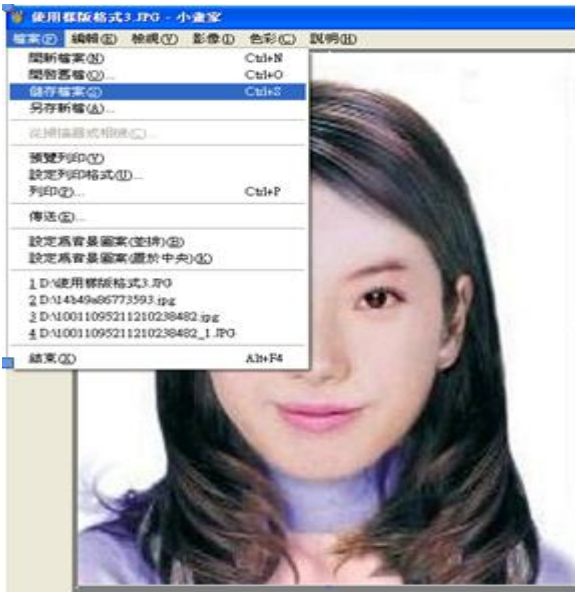 使用樣版格式3.JPG - 小畫家
檔案(F) 編輯(E) 檢視(V) 影像(I) 色彩(C) 說明(H)
開新檔案(N) Ctrl+N
開啟舊檔(O)... Ctrl+O
儲存檔案(S) Ctrl+S
另存新檔(A)...
從掃描器或相機(C)...
預覽列印(V)
設定列印格式(U)...
列印(P)... Ctrl+P
傳送(E)...
設定為背景圖案(並排)(B)
設定為背景圖案(置於中央)(K)
1 D:\使用樣版格式3.JPG
2 D:\14b49a86773593.jpg
3 D:\10011095211210238482.jpg
4 D:\10011095211210238482_1.JPG
結束(X) Alt+F4